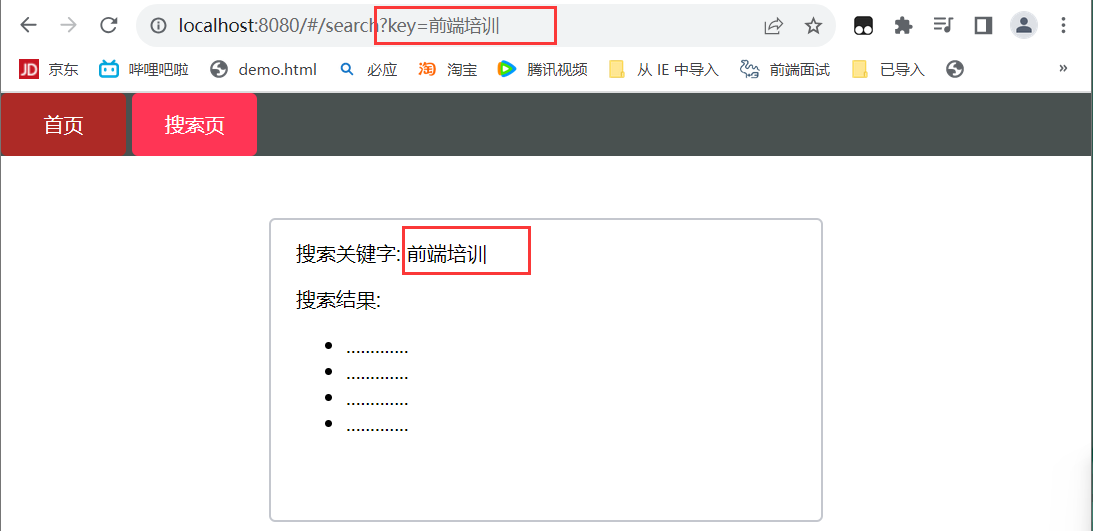 localhost:8080/#/search?key=前端培训
JD 京东 哔哩吧啦 demo.html 必应 淘 淘宝 腾讯视频 从 IE 中导入 前端面试 已导入 »
首页 搜索页
搜索关键字: 前端培训
搜索结果:
.............
.............
.............
.............